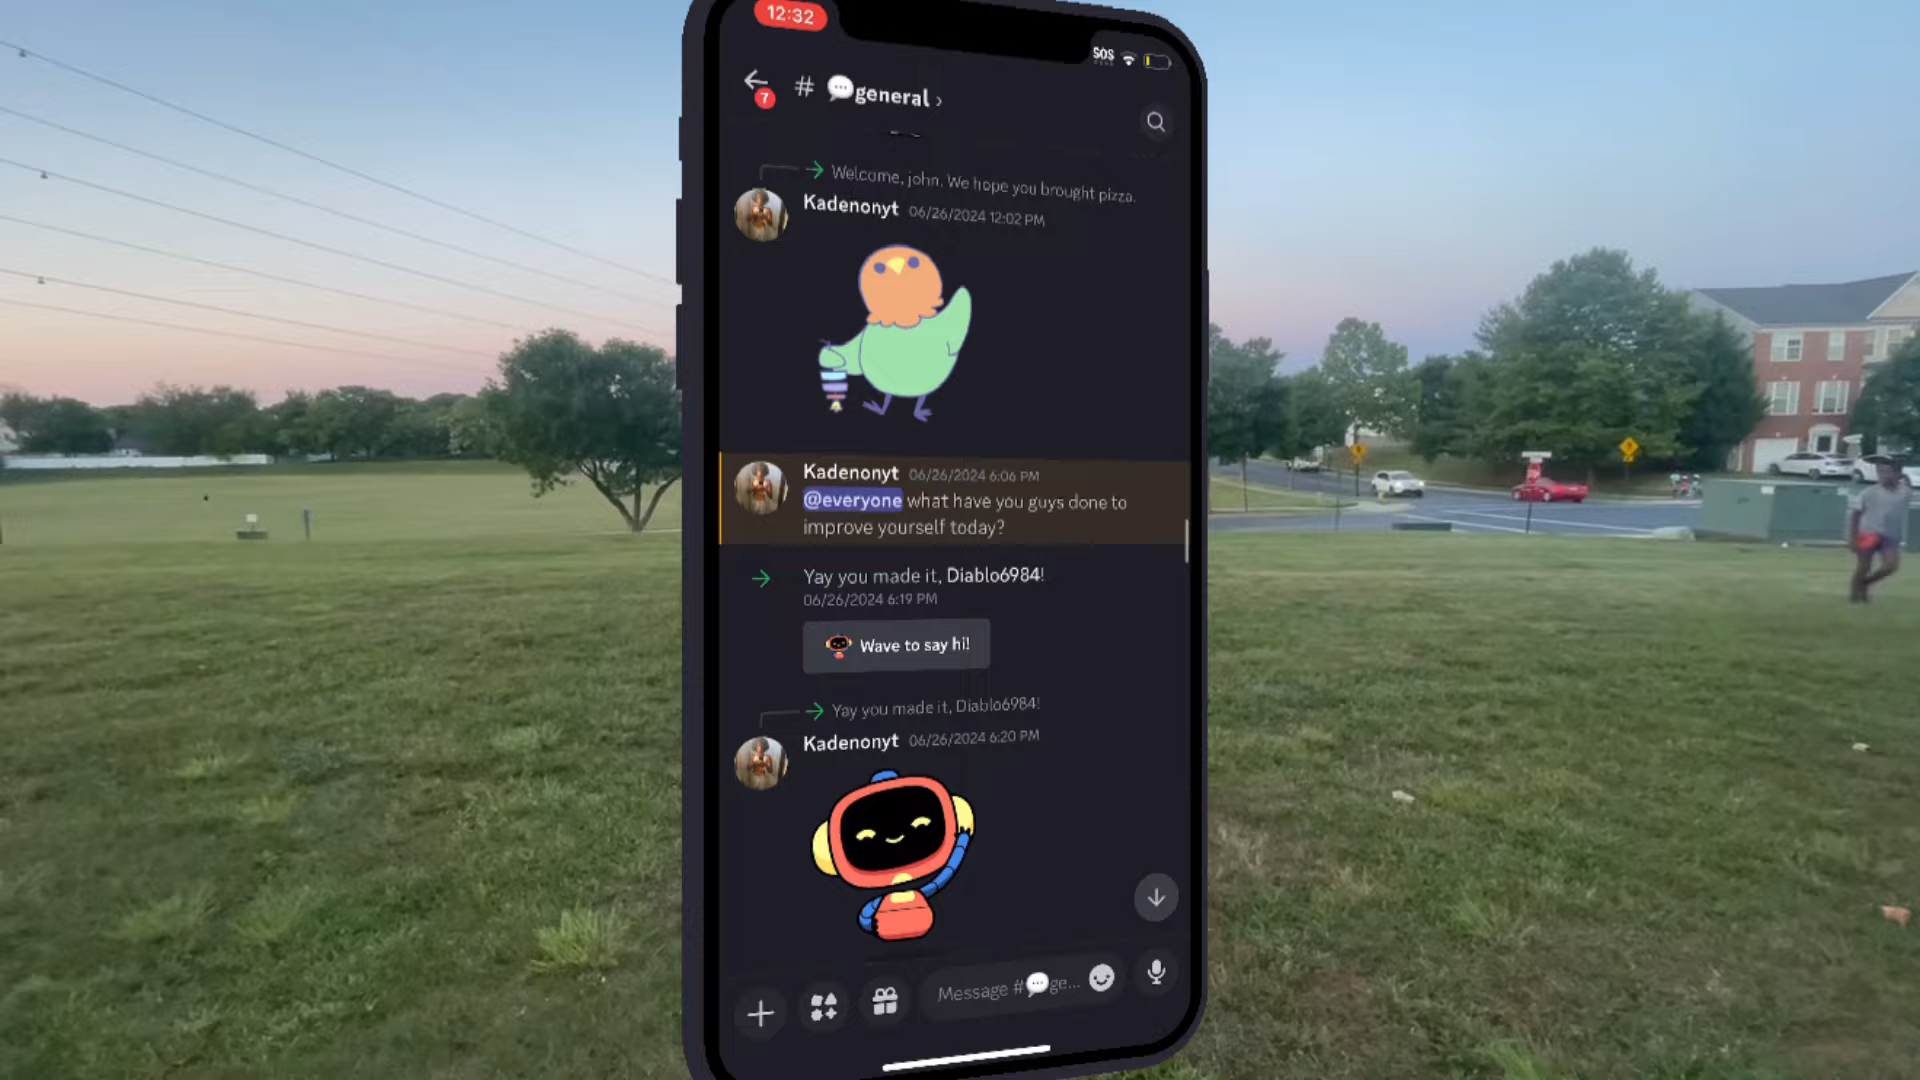 12:32
SOS
7
# 💬general ›
Welcome, john. We hope you brought pizza.
Kadenonyt 06/26/2024 12:02 PM
Kadenonyt 06/26/2024 6:06 PM
@everyone what have you guys done to
improve yourself today?
Yay you made it, Diablo6984!
06/26/2024 6:19 PM
Wave to say hi!
Yay you made it, Diablo6984!
Kadenonyt 06/26/2024 6:20 PM
Message #💬ge...